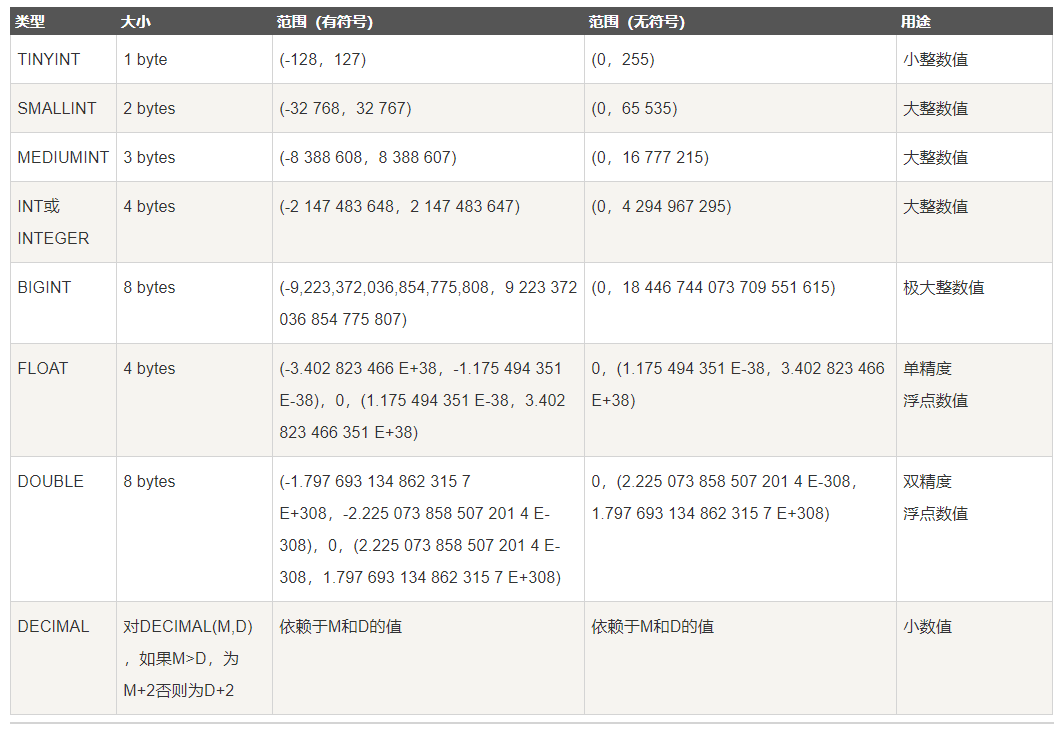 类型 大小 范围（有符号） 范围（无符号） 用途
TINYINT 1 byte (-128，127) (0，255) 小整数值
SMALLINT 2 bytes (-32 768，32 767) (0，65 535) 大整数值
MEDIUMINT 3 bytes (-8 388 608，8 388 607) (0，16 777 215) 大整数值
INT或 4 bytes (-2 147 483 648，2 147 483 647) (0，4 294 967 295) 大整数值
INTEGER
BIGINT 8 bytes (-9,223,372,036,854,775,808，9 223 372 (0，18 446 744 073 709 551 615) 极大整数值
036 854 775 807)
FLOAT 4 bytes (-3.402 823 466 E+38，-1.175 494 351 0，(1.175 494 351 E-38，3.402 823 466 单精度
E-38)，0，(1.175 494 351 E-38，3.402 E+38) 浮点数值
823 466 351 E+38)
DOUBLE 8 bytes (-1.797 693 134 862 315 7 0，(2.225 073 858 507 201 4 E-308， 双精度
E+308，-2.225 073 858 507 201 4 E- 1.797 693 134 862 315 7 E+308) 浮点数值
308)，0，(2.225 073 858 507 201 4 E-
308，1.797 693 134 862 315 7 E+308)
DECIMAL 对DECIMAL(M,D) 依赖于M和D的值 依赖于M和D的值 小数值
，如果M>D，为
M+2否则为D+2